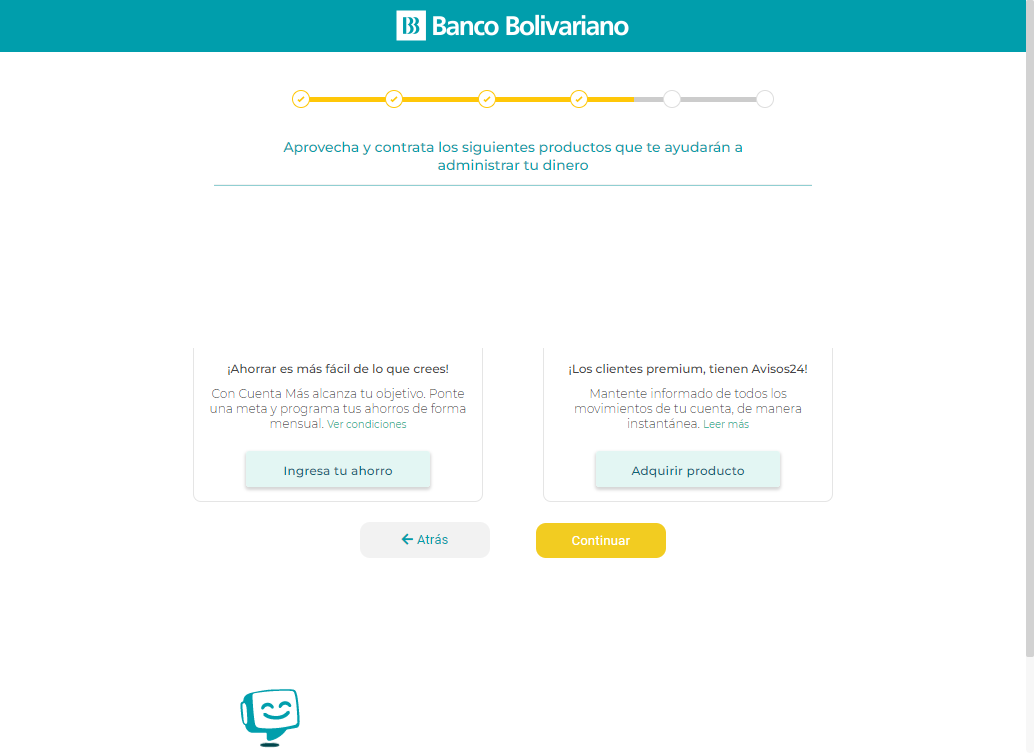 Banco Bolivariano
Aprovecha y contrata los siguientes productos que te ayudarán a
administrar tu dinero
¡Ahorrar es más fácil de lo que crees!
Con Cuenta Más alcanza tu objetivo. Ponte
una meta y programa tus ahorros de forma
mensual. Ver condiciones
Ingresa tu ahorro
¡Los clientes premium, tienen Avisos24!
Mantente informado de todos los
movimientos de tu cuenta, de manera
instantánea. Leer más
Adquirir producto
Atrás
Continuar